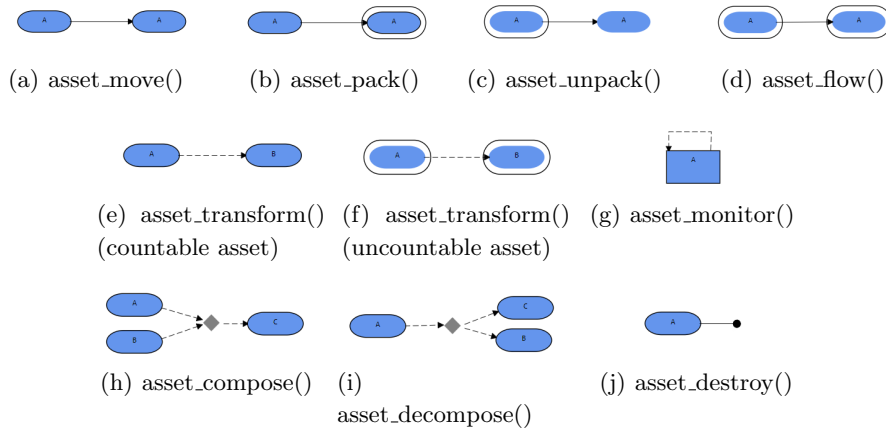 A A A A A A A A
(a) asset_move() (b) asset_pack() (c) asset_unpack() (d) asset_flow()
A B A B A
(e) asset_transform() (f) asset_transform() (g) asset_monitor()
(countable asset) (uncountable asset)
A C
B C A B A
(h) asset_compose() (i) (j) asset_destroy()
asset_decompose()